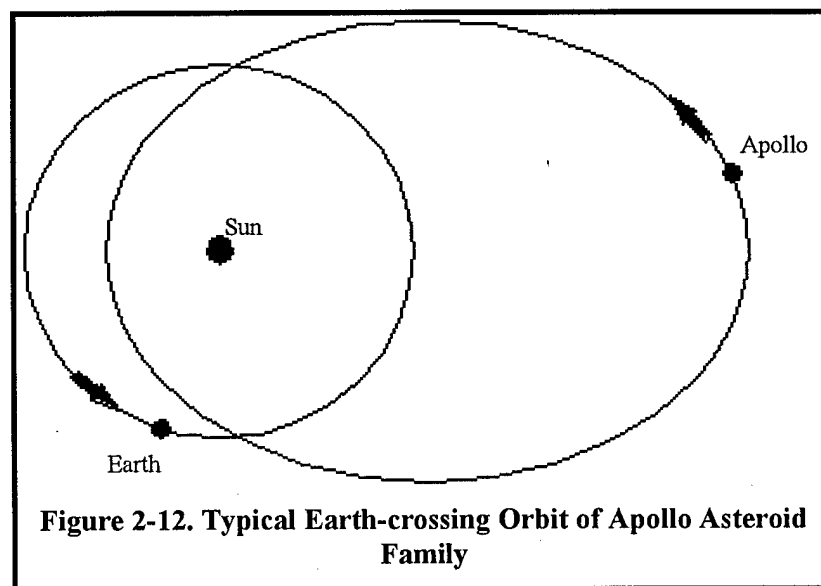 Apollo
Sun
Earth
Figure 2-12. Typical Earth-crossing Orbit of Apollo Asteroid
Family